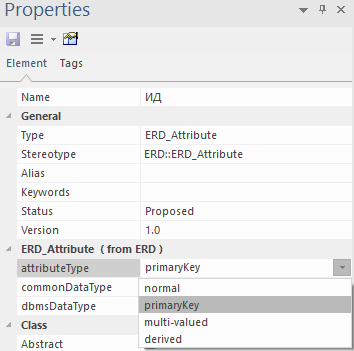 Properties
Element Tags
Name ИД
General
Type ERD_Attribute
Stereotype ERD::ERD_Attribute
Alias
Keywords
Status Proposed
Version 1.0
ERD_Attribute ( from ERD )
attributeType primaryKey
commonDataType normal
primaryKey
dbmsDataType multi-valued
Class derived
Abstract